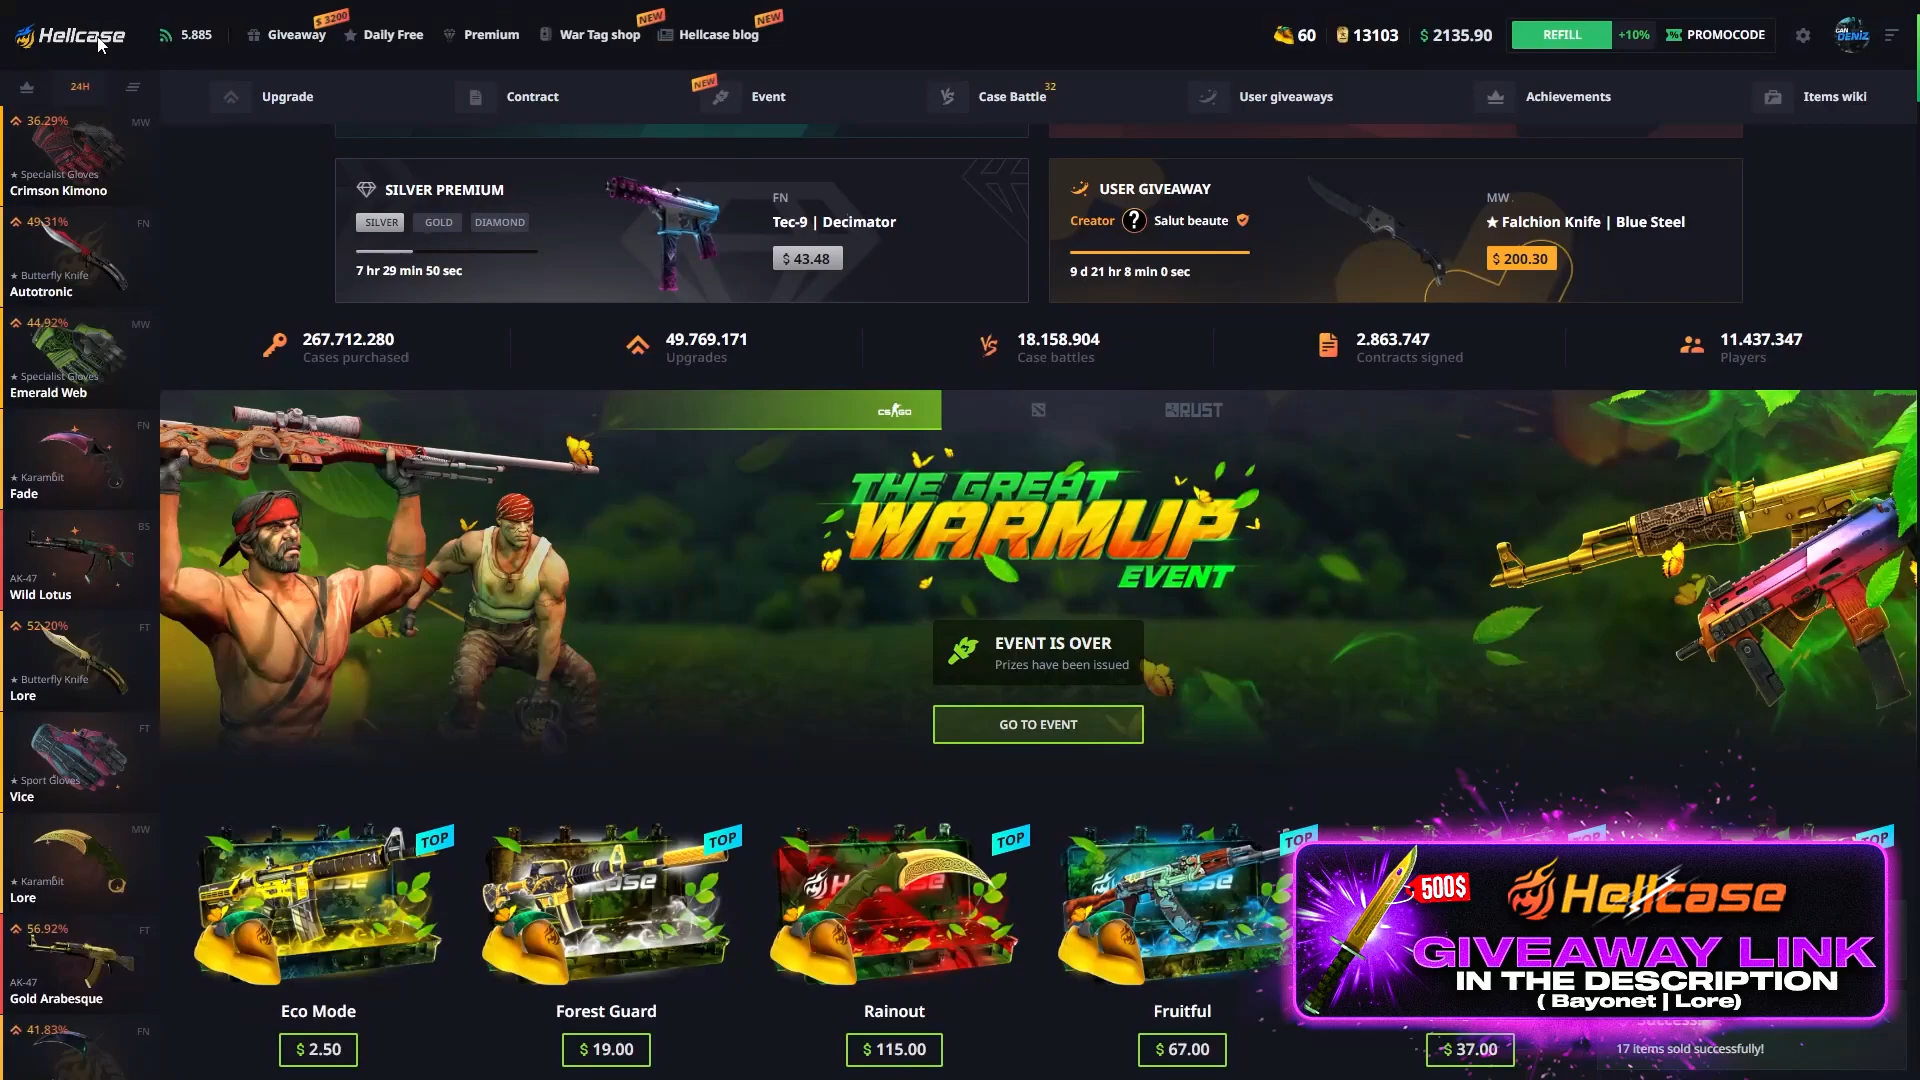 Hellcase
5.885
Giveaway
$ 3200
Daily Free
Premium
War Tag shop
NEW
Hellcase blog
NEW
60
13103
$ 2135.90
REFILL
+10%
PROMOCODE
CAN DENIZ
24H
Upgrade
Contract
NEW
Event
Case Battle
32
User giveaways
Achievements
Items wiki
36.29%
MW
★ Specialist Gloves
Crimson Kimono
49.31%
FN
★ Butterfly Knife
Autotronic
44.92%
MW
★ Specialist Gloves
Emerald Web
FN
★ Karambit
Fade
BS
AK-47
Wild Lotus
52.20%
FT
★ Butterfly Knife
Lore
FT
★ Sport Gloves
Vice
MW
★ Karambit
Lore
56.92%
FT
AK-47
Gold Arabesque
41.83%
FN
SILVER PREMIUM
SILVER
GOLD
DIAMOND
7 hr 29 min 50 sec
FN
Tec-9 | Decimator
$ 43.48
USER GIVEAWAY
Creator ? Salut beaute
9 d 21 hr 8 min 0 sec
MW
★ Falchion Knife | Blue Steel
$ 200.30
267.712.280
Cases purchased
49.769.171
Upgrades
18.158.904
Case battles
2.863.747
Contracts signed
11.437.347
Players
CS GO
RUST
THE GREAT
WARMUP
EVENT
EVENT IS OVER
Prizes have been issued
GO TO EVENT
TOP
TOP
TOP
TOP
Eco Mode
$ 2.50
Forest Guard
$ 19.00
Rainout
$ 115.00
Fruitful
$ 67.00
$ 37.00
500$
Hellcase
GIVEAWAY LINK
IN THE DESCRIPTION
( Bayonet | Lore)
17 items sold successfully!